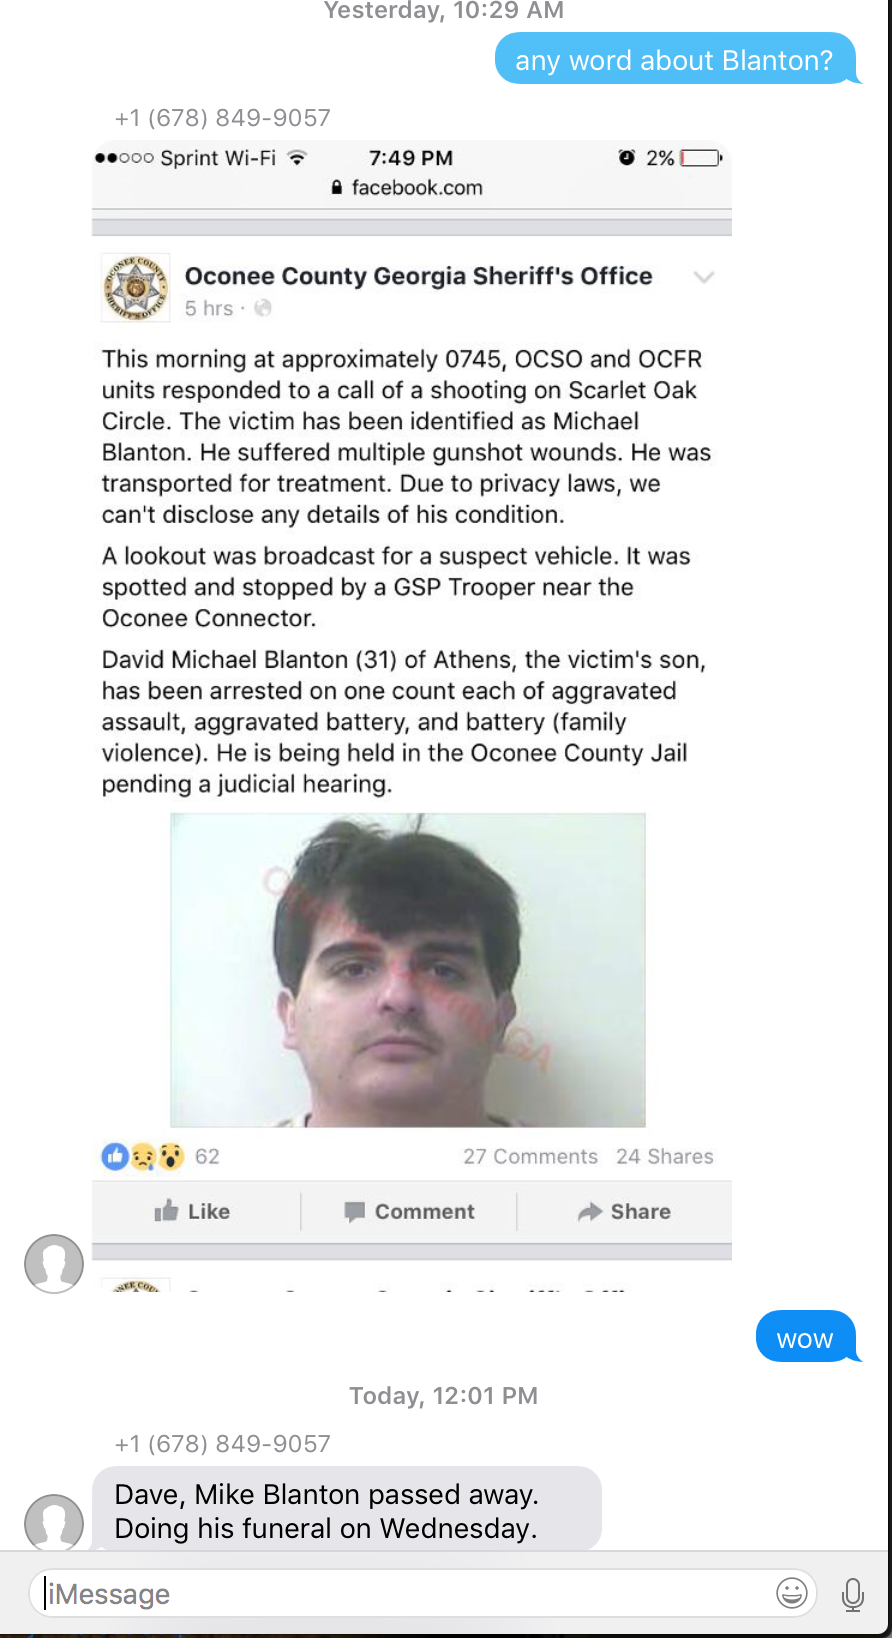 Yesterday, 10:29 AM
any word about Blanton?
+1 (678) 849-9057
Sprint Wi-Fi 7:49 PM 2%
facebook.com
OCONEE COUNTY SHERIFF'S OFFICE
Oconee County Georgia Sheriff's Office
5 hrs ·
This morning at approximately 0745, OCSO and OCFR
units responded to a call of a shooting on Scarlet Oak
Circle. The victim has been identified as Michael
Blanton. He suffered multiple gunshot wounds. He was
transported for treatment. Due to privacy laws, we
can't disclose any details of his condition.
A lookout was broadcast for a suspect vehicle. It was
spotted and stopped by a GSP Trooper near the
Oconee Connector.
David Michael Blanton (31) of Athens, the victim's son,
has been arrested on one count each of aggravated
assault, aggravated battery, and battery (family
violence). He is being held in the Oconee County Jail
pending a judicial hearing.
62 27 Comments 24 Shares
Like Comment Share
wow
Today, 12:01 PM
+1 (678) 849-9057
Dave, Mike Blanton passed away.
Doing his funeral on Wednesday.
iMessage